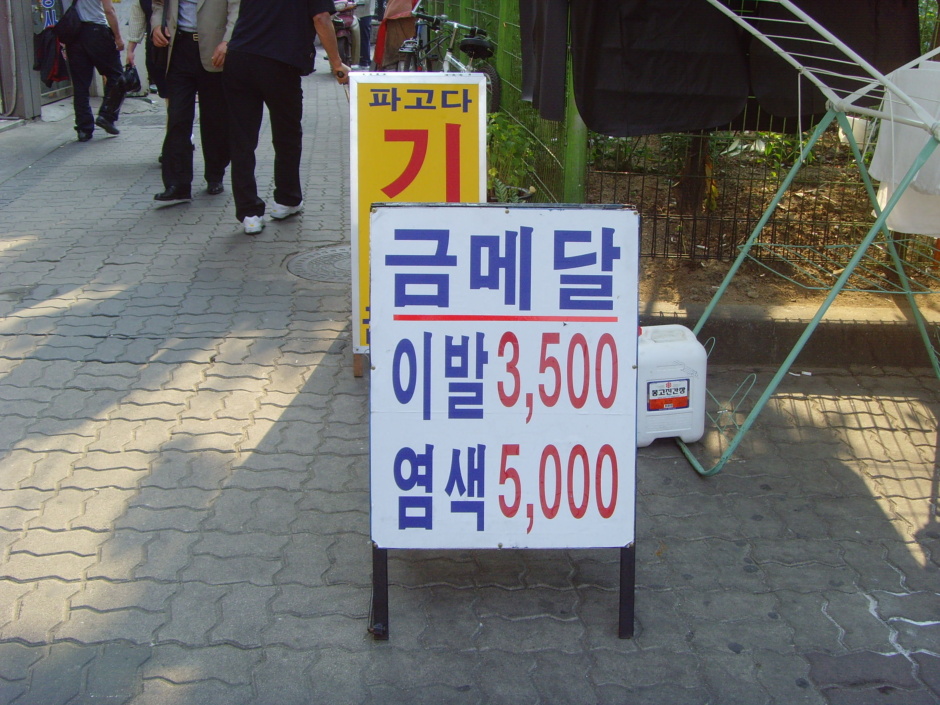 파고다
기
금메달
이발 3,500
염색 5,000